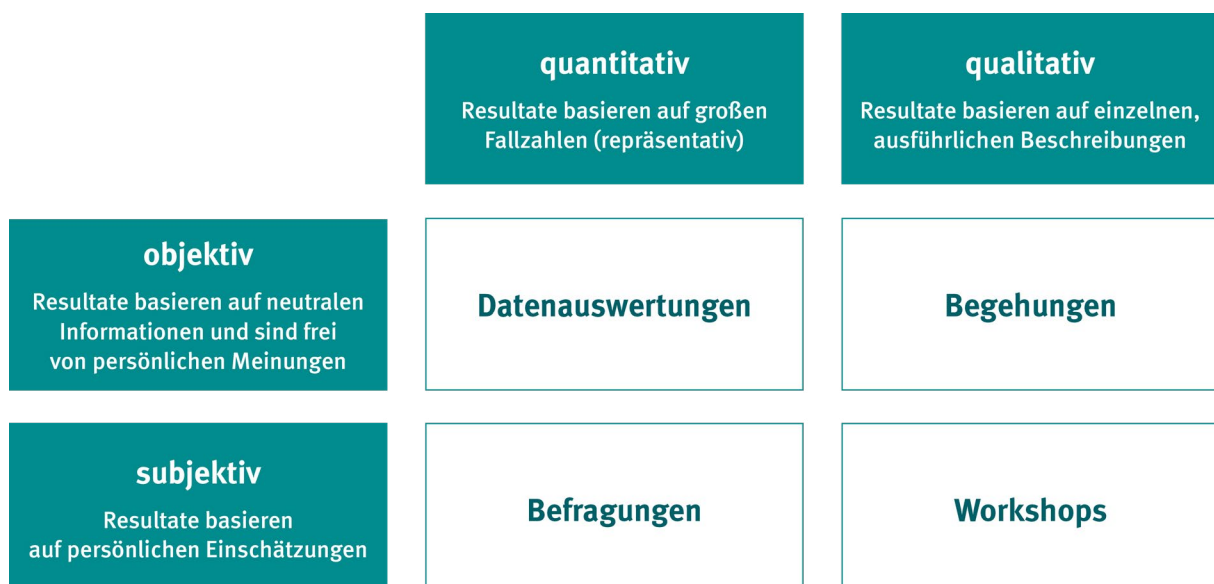 quantitativ
Resultate basieren auf großen
Fallzahlen (repräsentativ)
qualitativ
Resultate basieren auf einzelnen,
ausführlichen Beschreibungen
objektiv
Resultate basieren auf neutralen
Informationen und sind frei
von persönlichen Meinungen
Datenauswertungen
Begehungen
subjektiv
Resultate basieren
auf persönlichen Einschätzungen
Befragungen
Workshops